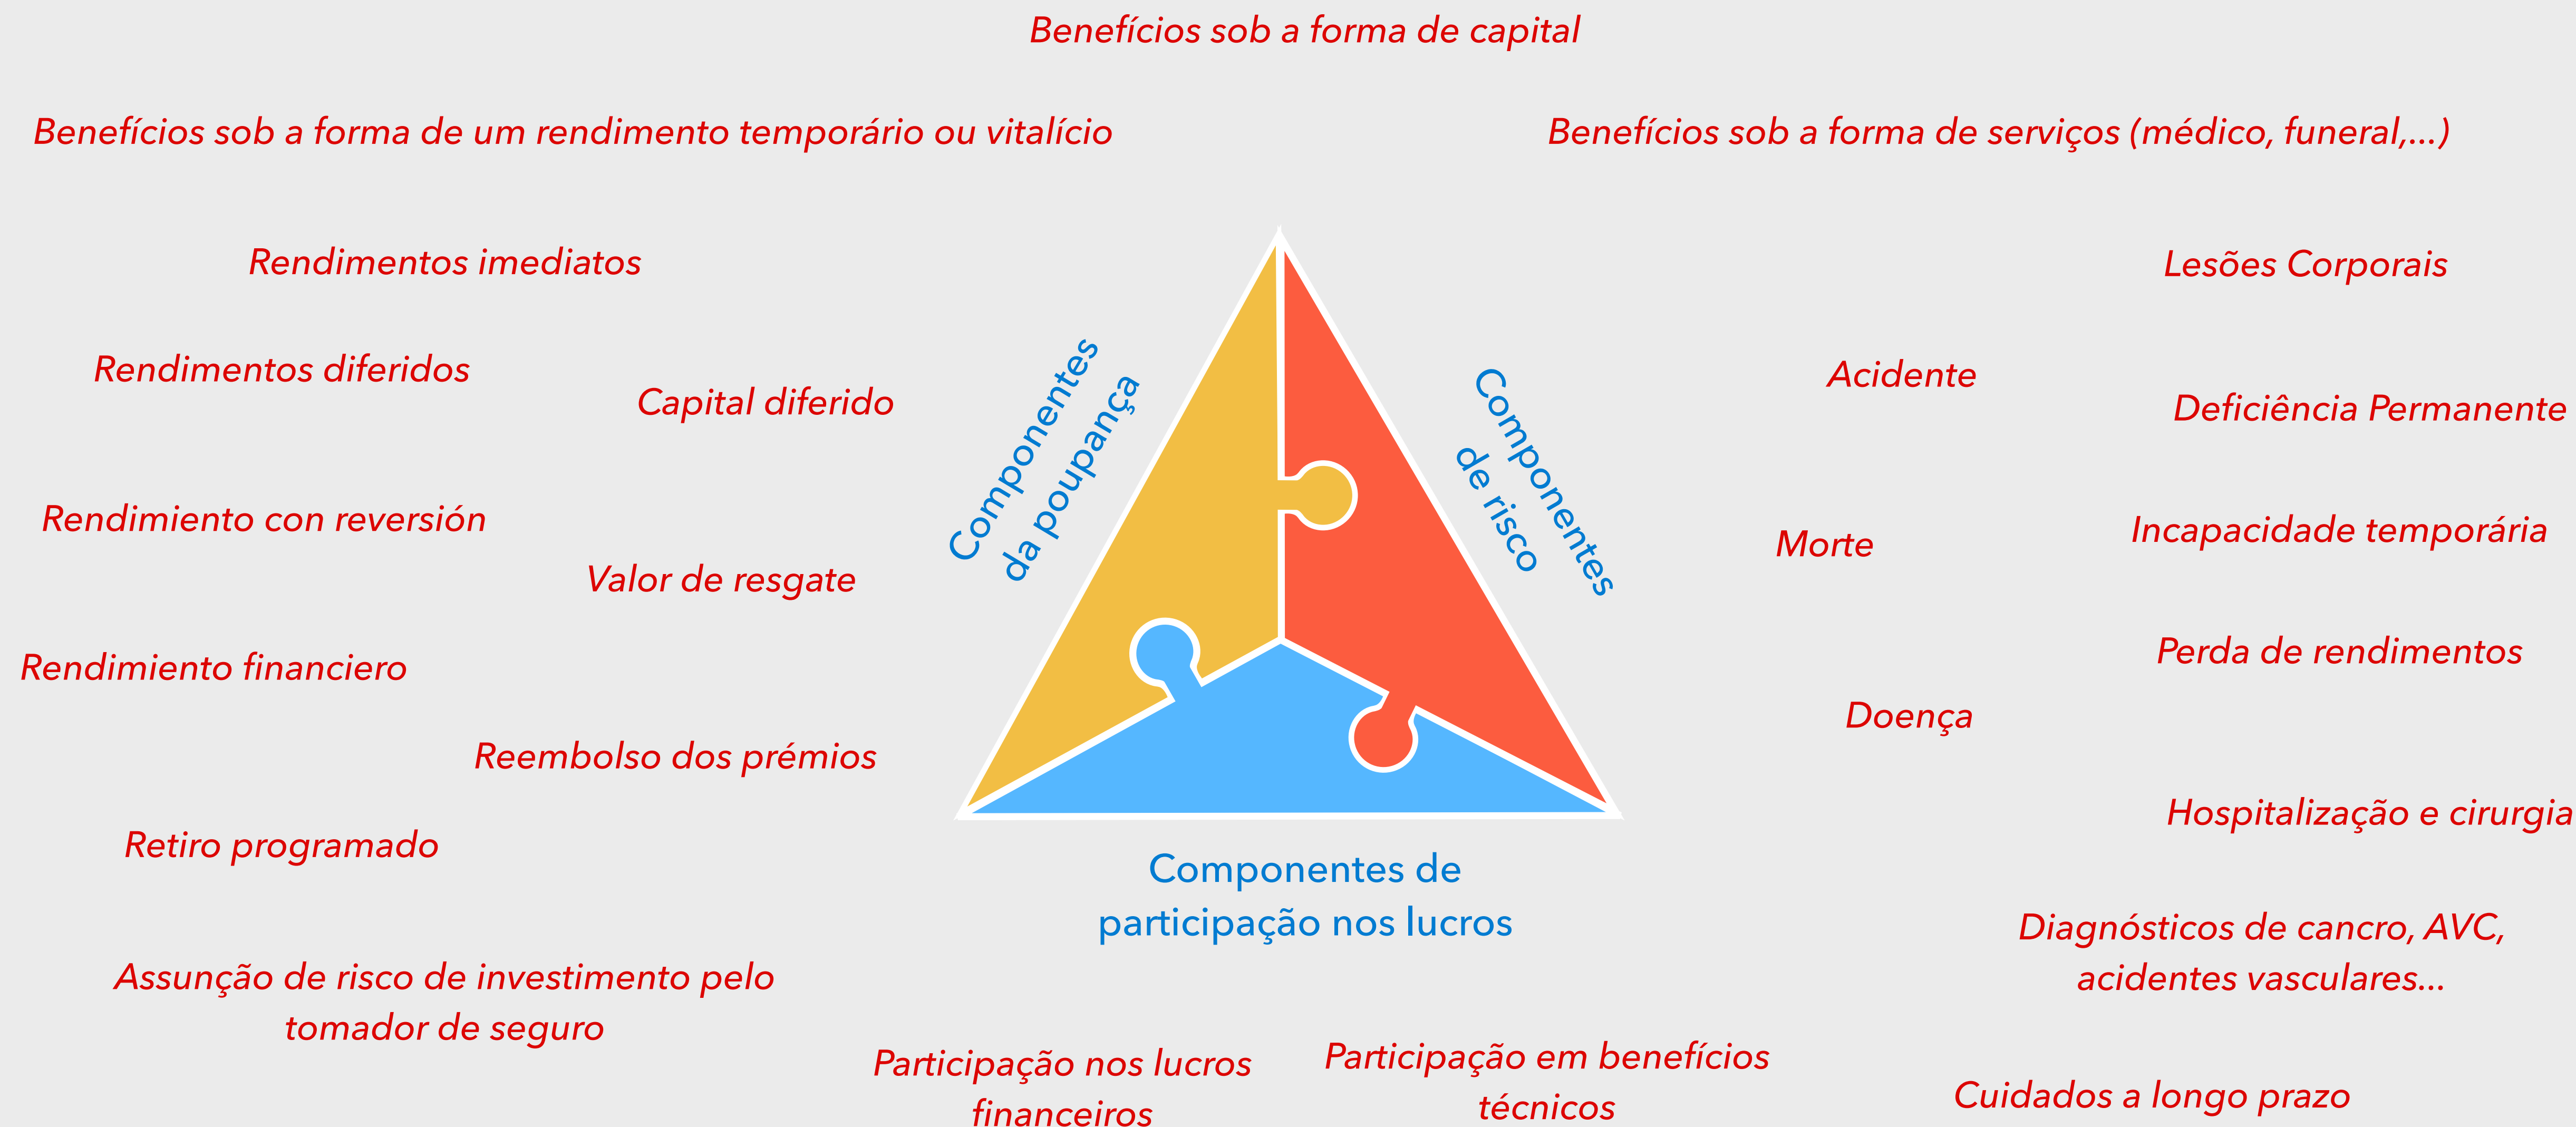 Benefícios sob a forma de capital
Benefícios sob a forma de um rendimento temporário ou vitalício
Benefícios sob a forma de serviços (médico, funeral,...)
Rendimentos imediatos
Lesões Corporais
Rendimentos diferidos
Capital diferido
Componentes
da poupança
Componentes
de risco
Acidente
Deficiência Permanente
Rendimiento con reversión
Valor de resgate
Morte
Incapacidade temporária
Rendimiento financiero
Perda de rendimentos
Doença
Reembolso dos prémios
Retiro programado
Hospitalização e cirurgia
Componentes de
participação nos lucros
Diagnósticos de cancro, AVC,
acidentes vasculares...
Assunção de risco de investimento pelo
tomador de seguro
Participação nos lucros
financeiros
Participação em benefícios
técnicos
Cuidados a longo prazo